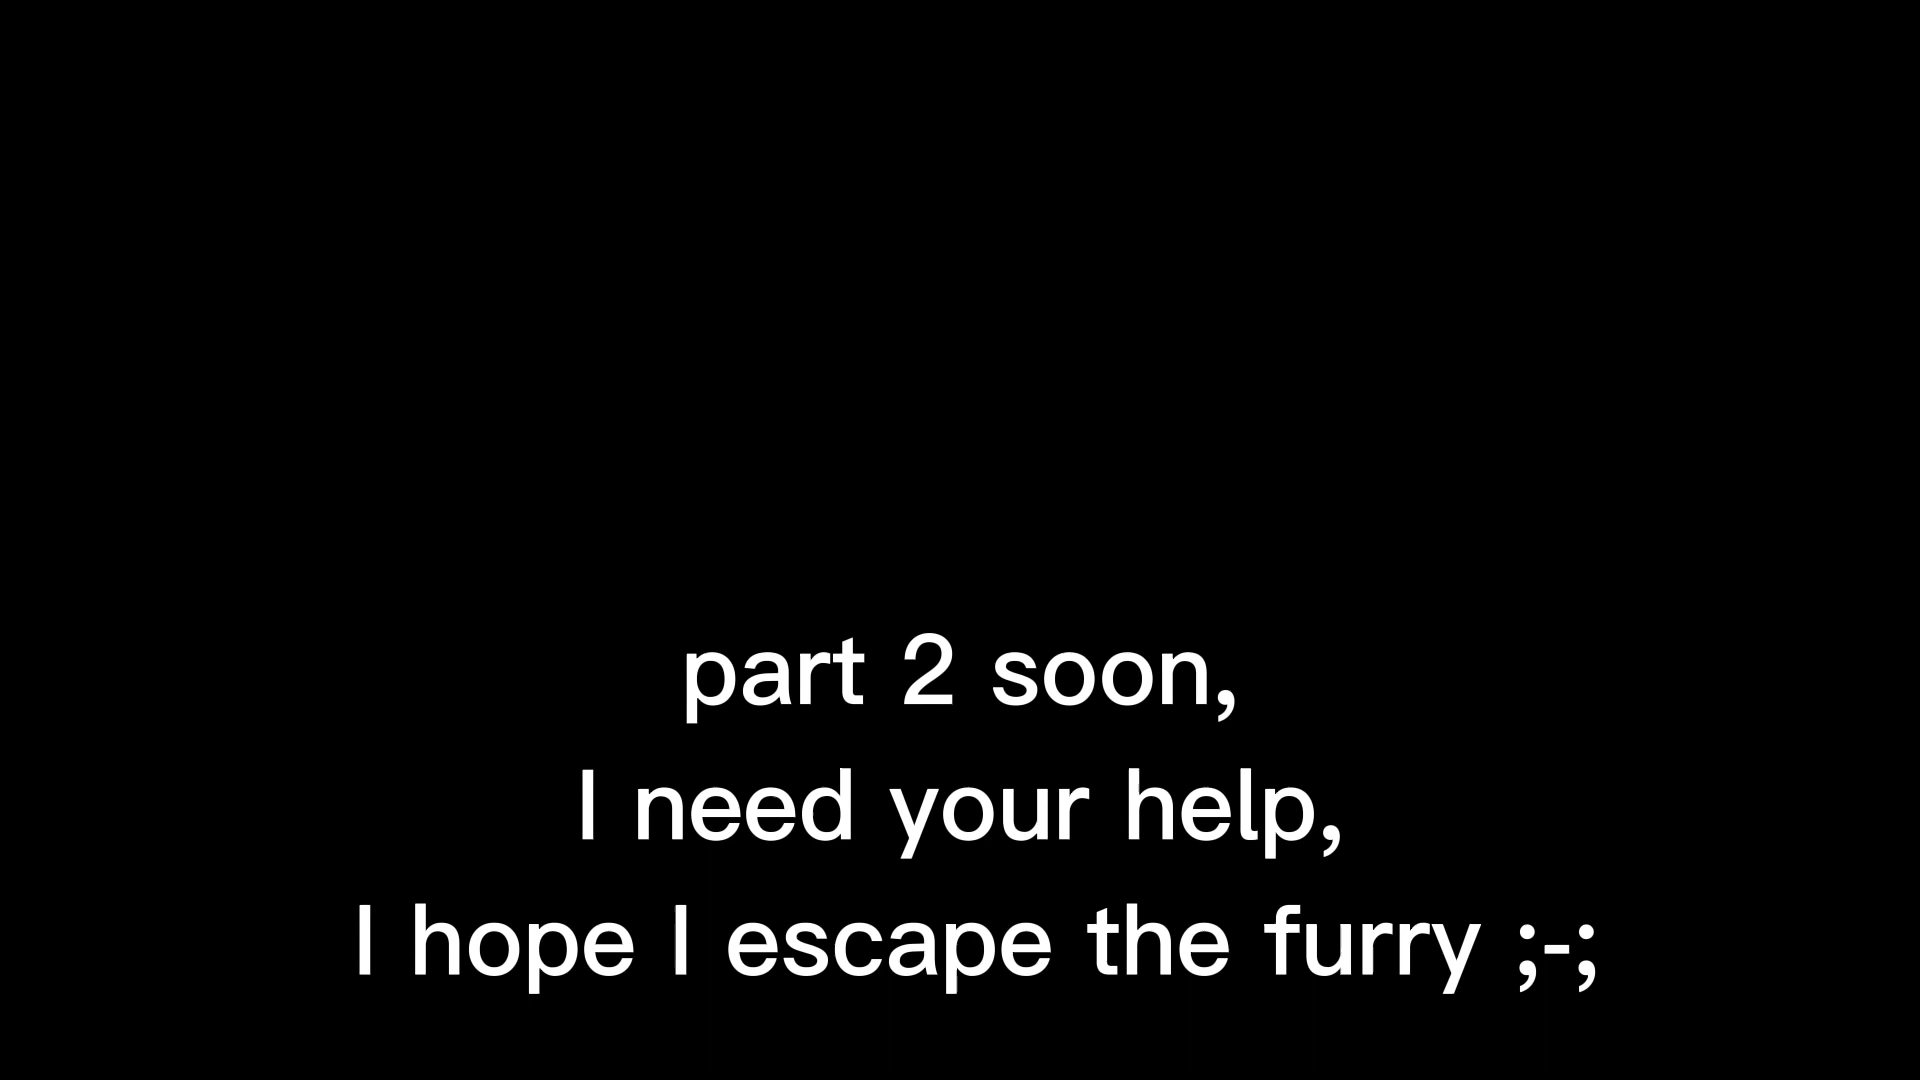 part 2 soon,
I need your help,
I hope I escape the furry ;-;